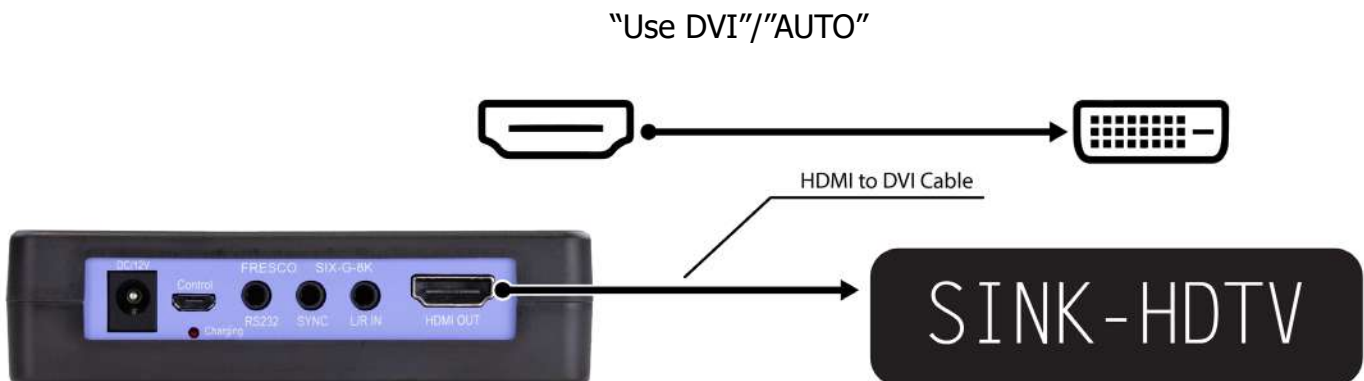 “Use DVI”/”AUTO”
HDMI to DVI Cable
DC/12V
Control
FRESCO SIX-G-8K
Charging
RS232 SYNC L/R IN HDMI OUT
SINK-HDTV